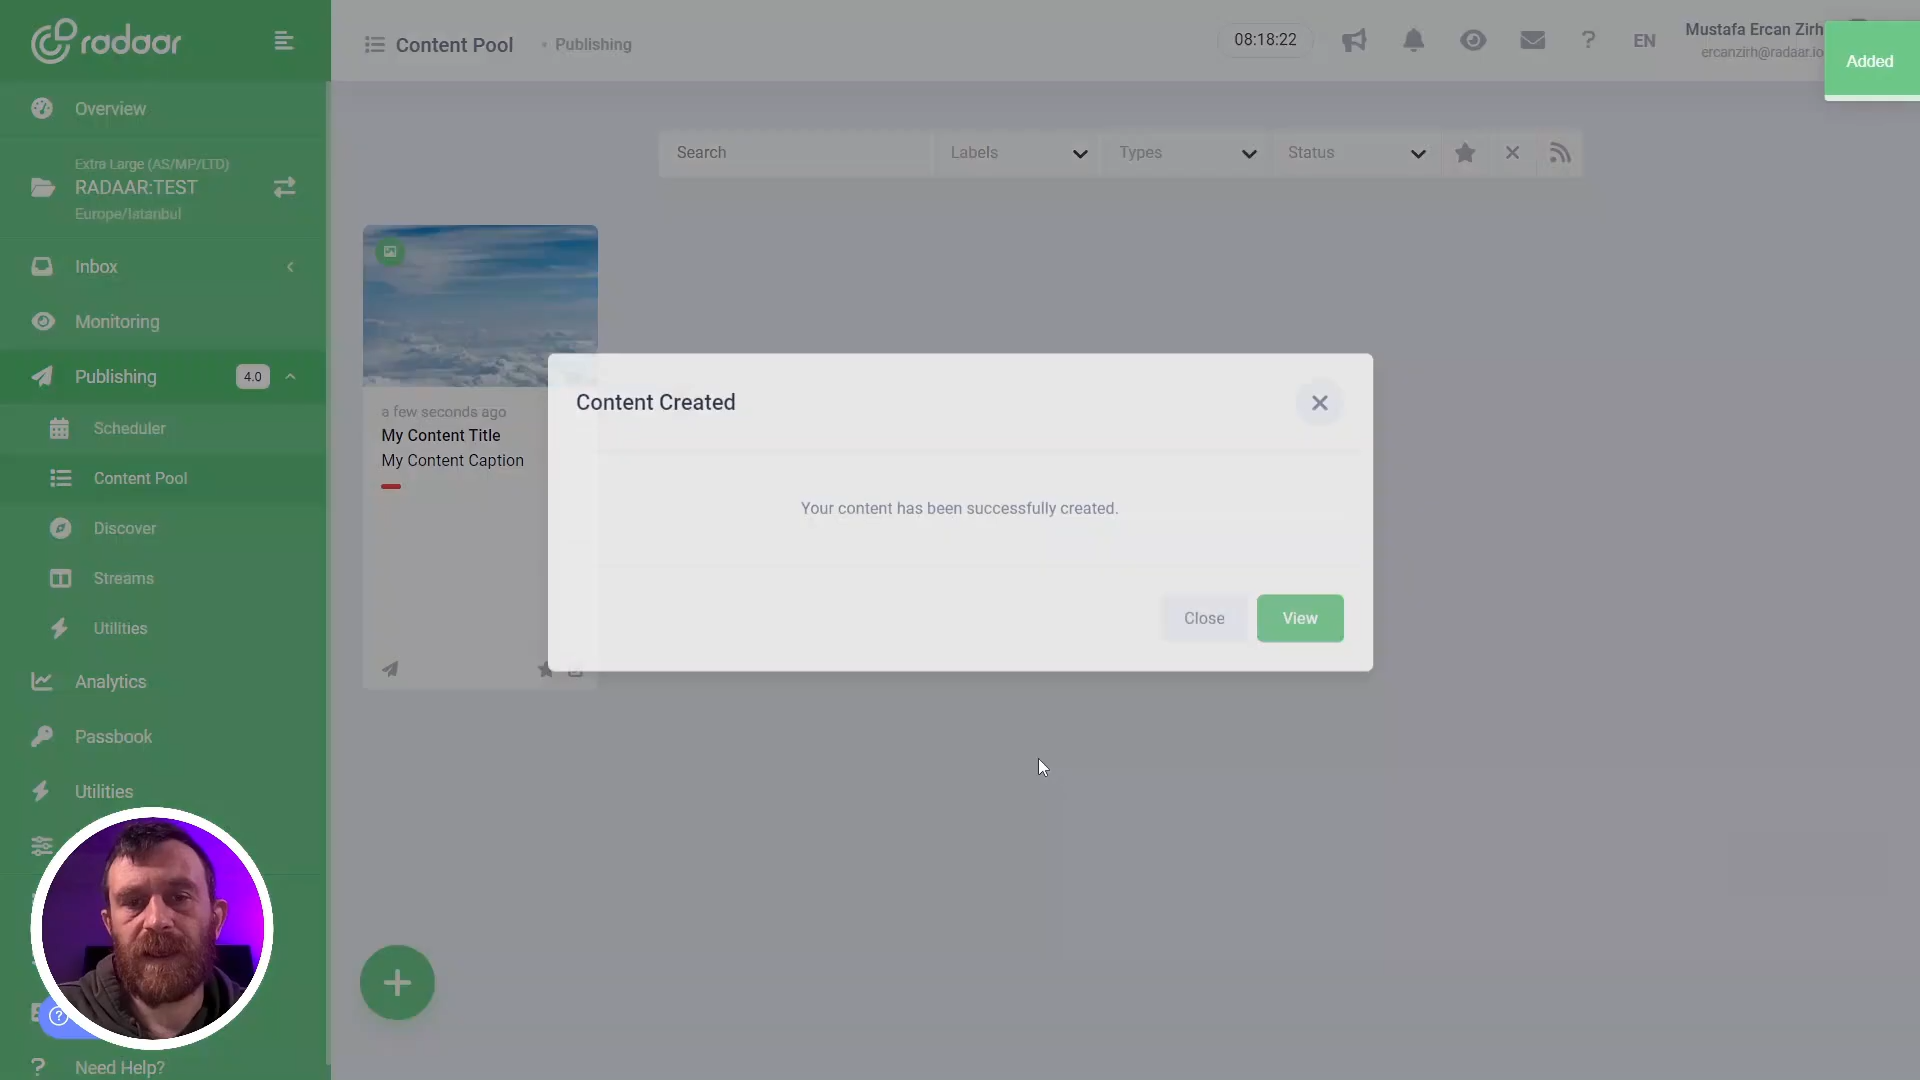 radaar
Content Pool
Publishing
08:18:22
EN
Mustafa Ercan Zirh
ercanzirh@radaar.io
Added
Overview
Extra Large (AS/MP/LTD)
RADAAR:TEST
Europe/Istanbul
Inbox
Monitoring
Publishing
4.0
Scheduler
Content Pool
Discover
Streams
Utilities
Analytics
Passbook
Utilities
Need Help?
Search
Labels
Types
Status
a few seconds ago
My Content Title
My Content Caption
Content Created
Your content has been successfully created.
Close
View